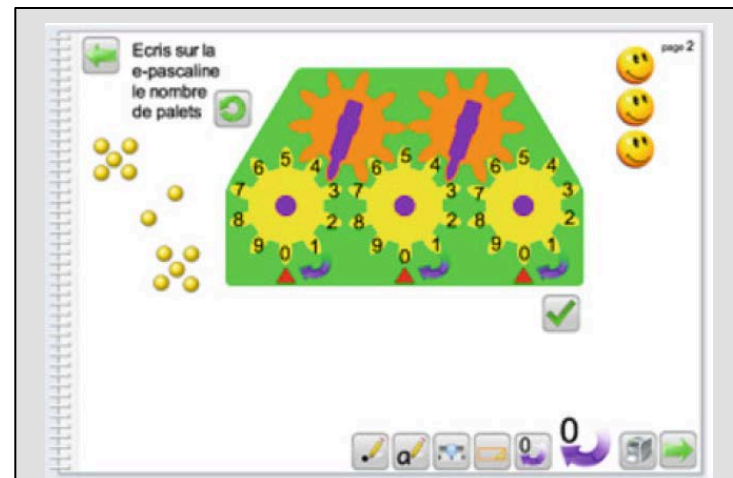 Ecris sur la
e-pascaline
le nombre
de palets
page 2
5 5 5
6 4 6 4 6 4
7 3 7 3 7 3
8 2 8 2 8 2
9 1 9 1 9 1
0 0 0
a 0 0